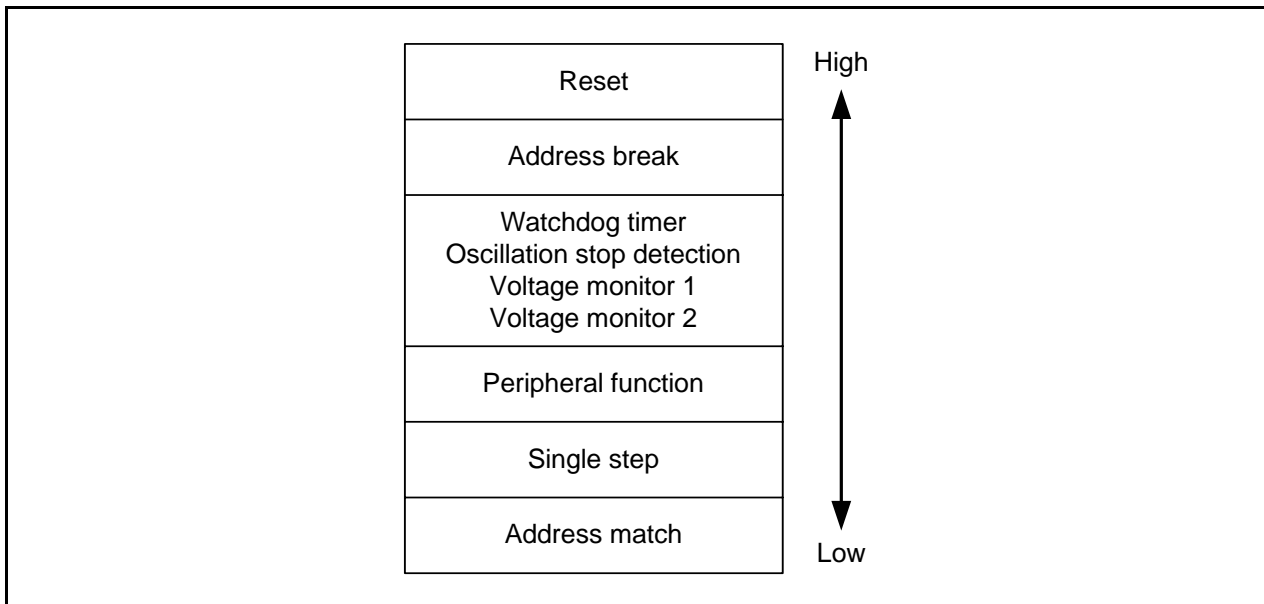 Reset
High
Address break
Watchdog timer
Oscillation stop detection
Voltage monitor 1
Voltage monitor 2
Peripheral function
Single step
Address match
Low